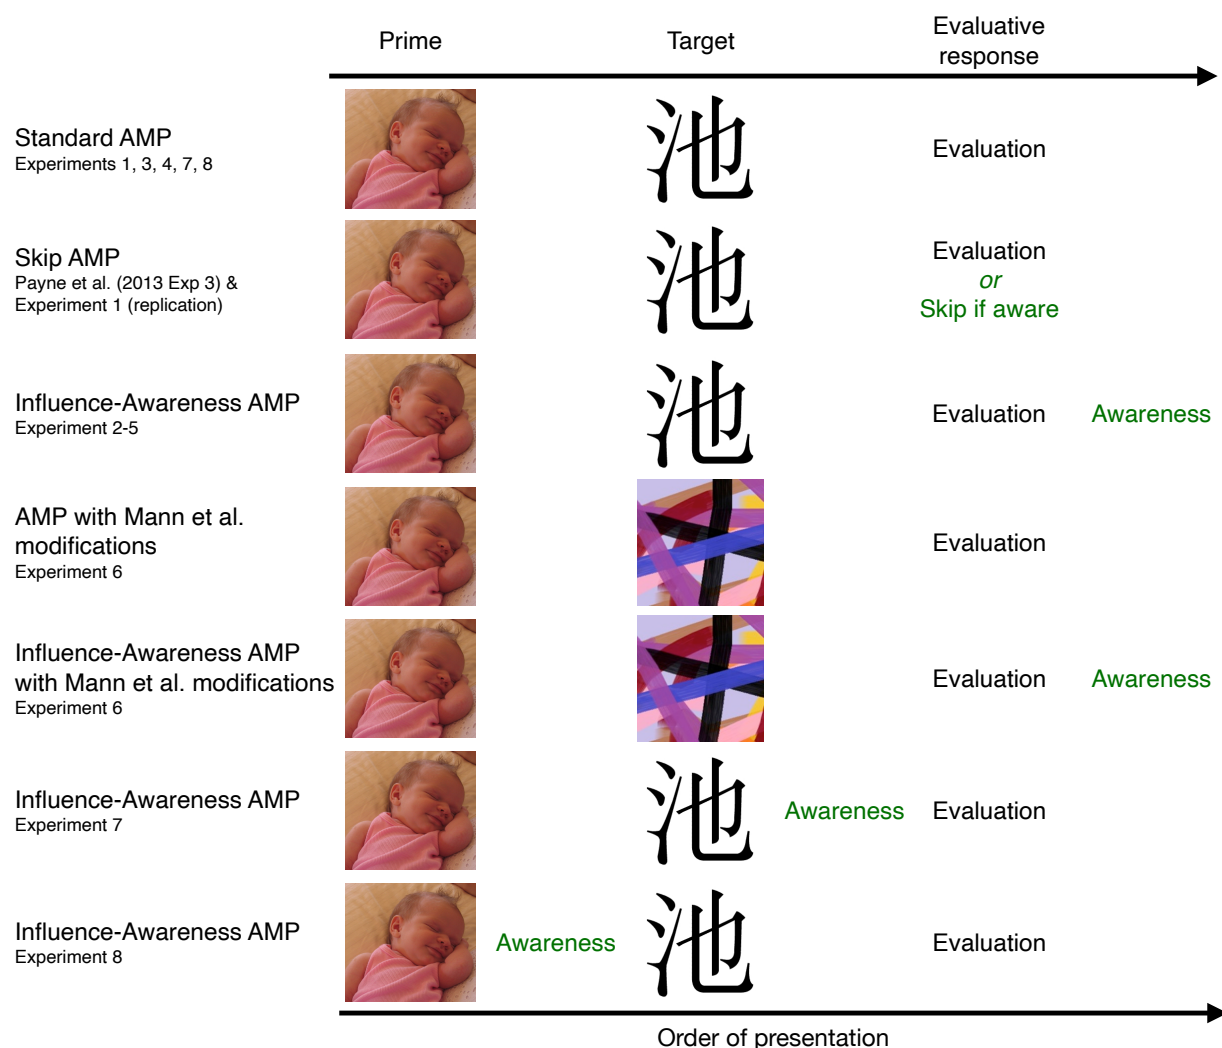 Prime
Target
Evaluative
response
Standard AMP
Experiments 1, 3, 4, 7, 8
池
Evaluation
Skip AMP
Payne et al. (2013 Exp 3) &
Experiment 1 (replication)
池
Evaluation
or
Skip if aware
Influence-Awareness AMP
Experiment 2-5
池
Evaluation
Awareness
AMP with Mann et al.
modifications
Experiment 6
Evaluation
Influence-Awareness AMP
with Mann et al. modifications
Experiment 6
Evaluation
Awareness
Influence-Awareness AMP
Experiment 7
池
Awareness
Evaluation
Influence-Awareness AMP
Experiment 8
Awareness
池
Evaluation
Order of presentation